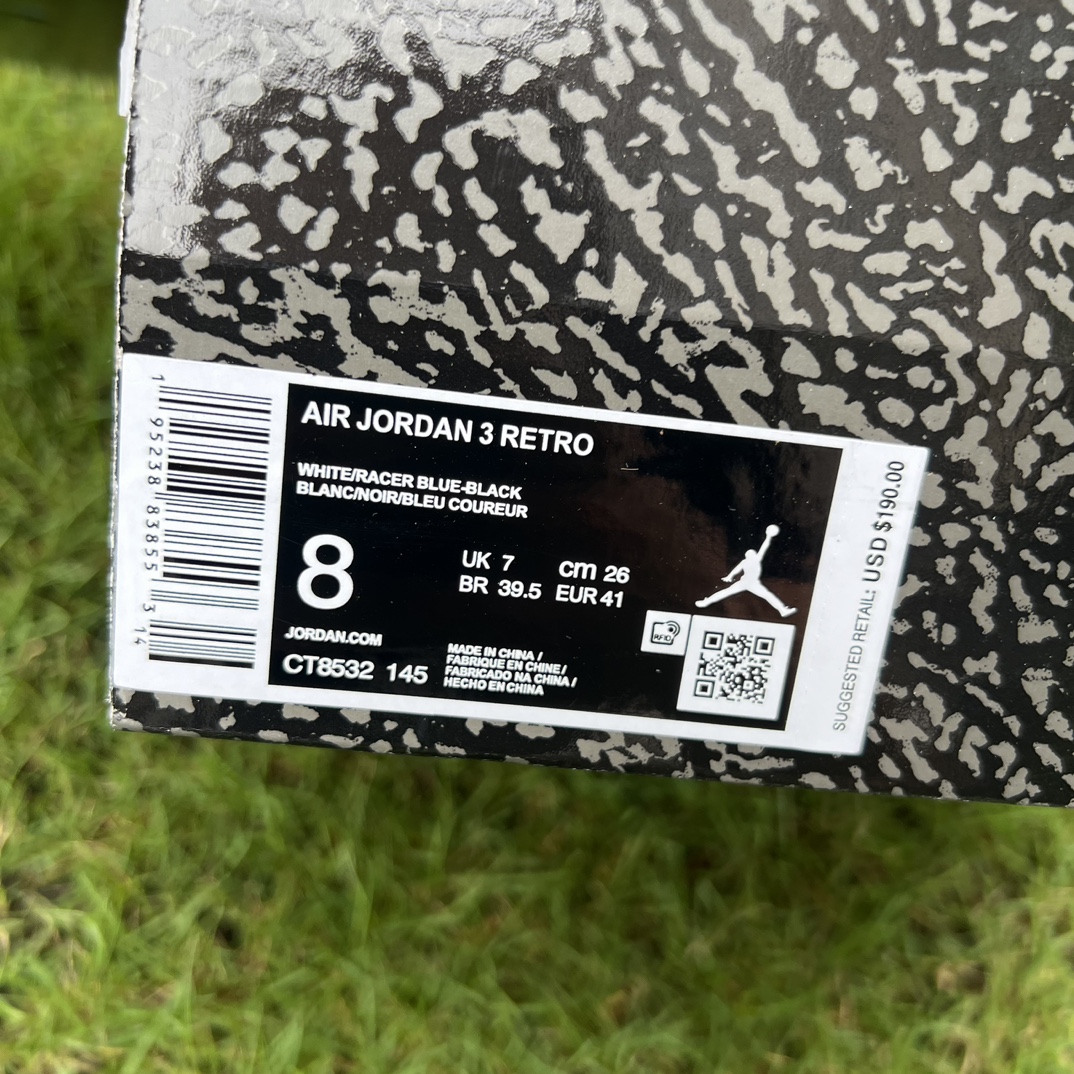 AIR JORDAN 3 RETRO
WHITE/RACER BLUE-BLACK
BLANC/NOIR/BLEU COUREUR
8
UK 7 cm 26
BR 39.5 EUR 41
JORDAN.COM
CT8532 145
MADE IN CHINA /
FABRIQUE EN CHINE /
FABRICADO NA CHINA /
HECHO EN CHINA
RFID
1 95238 83855 3 14
SUGGESTED RETAIL: USD $190.00